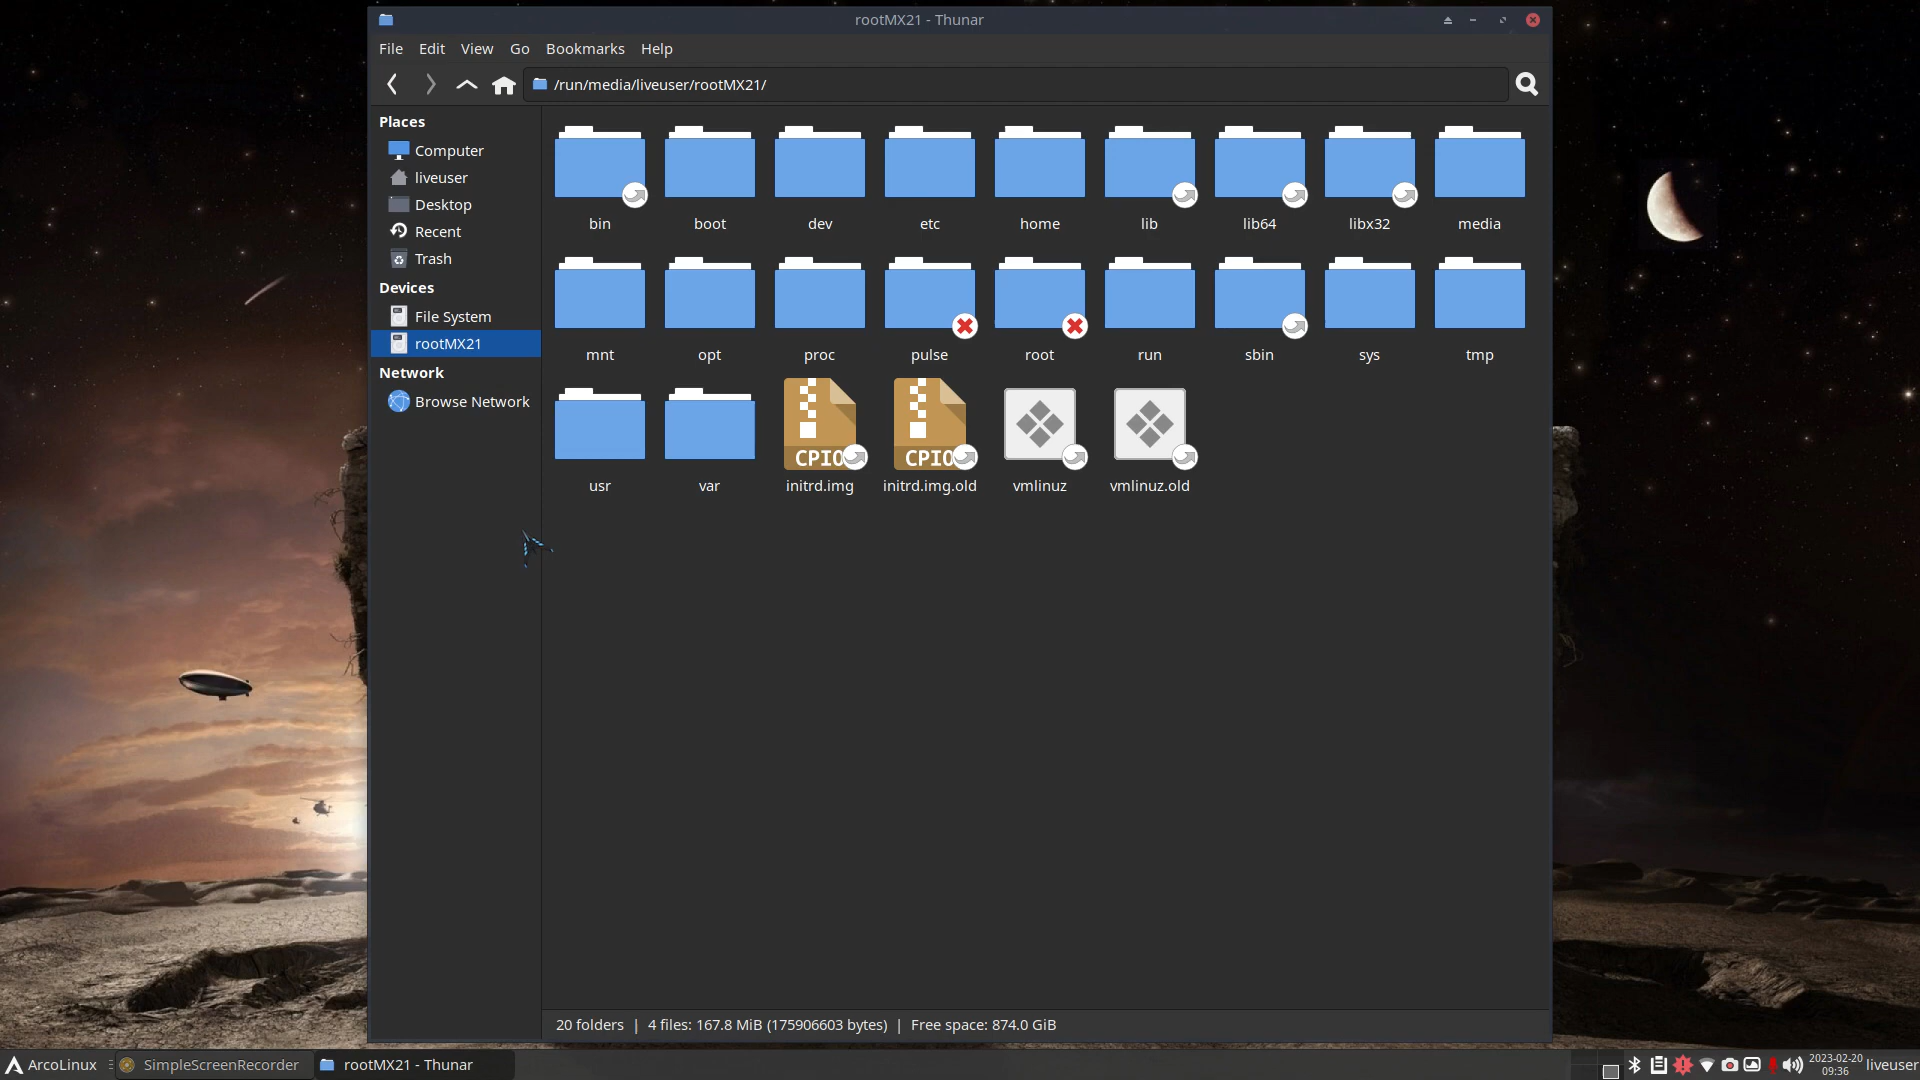 rootMX21 - Thunar
File Edit View Go Bookmarks Help
/run/media/liveuser/rootMX21/
Places
Computer
liveuser
Desktop
Recent
Trash
Devices
File System
rootMX21
Network
Browse Network
bin boot dev etc home lib lib64 libx32 media
mnt opt proc pulse root run sbin sys tmp
CPIO CPIO
usr var initrd.img initrd.img.old vmlinuz vmlinuz.old
20 folders | 4 files: 167.8 MiB (175906603 bytes) | Free space: 874.0 GiB
ArcoLinux SimpleScreenRecorder rootMX21 - Thunar 2023-02-20 liveuser
09:36